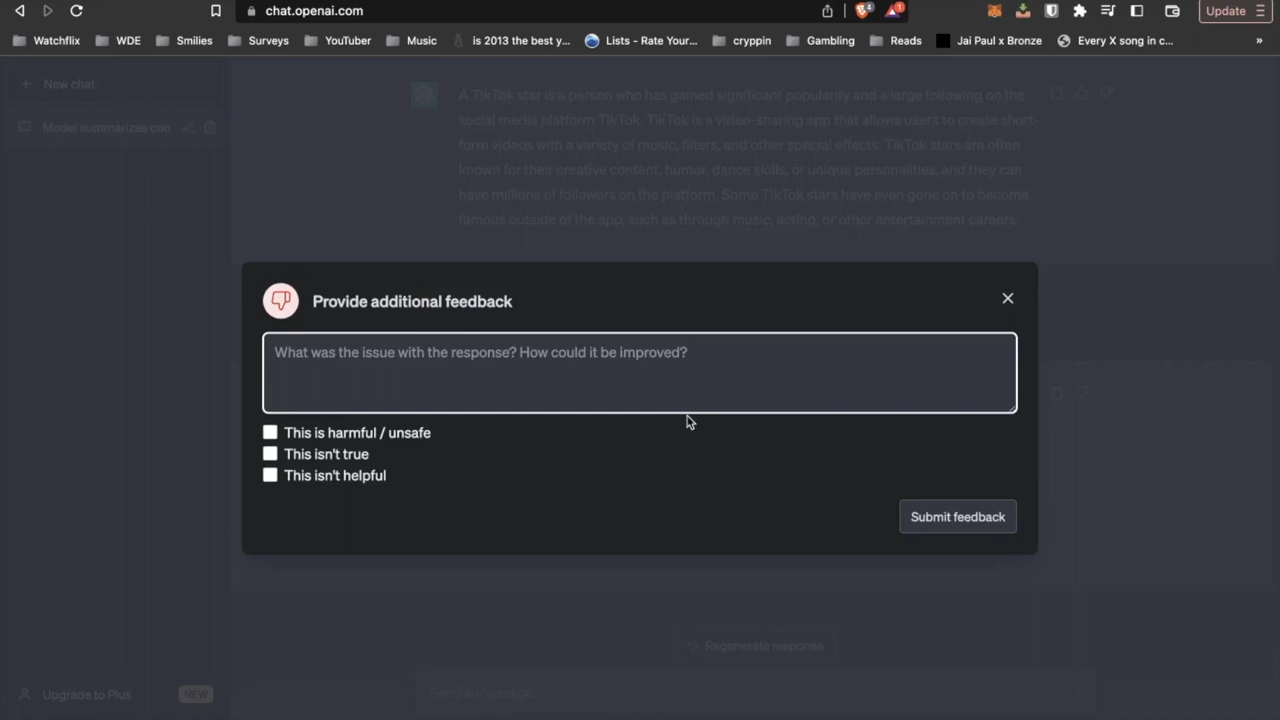 chat.openai.com
4
1
Update
Watchflix
WDE
Smilies
Surveys
YouTuber
Music
is 2013 the best y...
Lists - Rate Your...
cryppin
Gambling
Reads
Jai Paul x Bronze
Every X song in c...
»
New chat
Model summarizes con
A TikTok star is a person who has gained significant popularity and a large following on the
social media platform TikTok. TikTok is a video-sharing app that allows users to create short-
form videos with a variety of music, filters, and other special effects. TikTok stars are often
known for their creative content, humor, dance skills, or unique personalities, and they can
have millions of followers on the platform. Some TikTok stars have even gone on to become
famous outside of the app, such as through music, acting, or other entertainment careers.
Provide additional feedback
What was the issue with the response? How could it be improved?
This is harmful / unsafe
This isn't true
This isn't helpful
Submit feedback
Regenerate response
Send a message
Upgrade to Plus
NEW